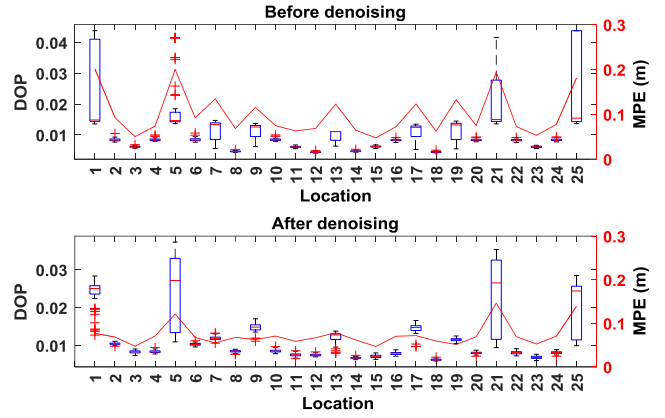 Before denoising
0.04
0.03
0.02
0.01
DOP
0.3
0.2
0.1
0
MPE (m)
1 2 3 4 5 6 7 8 9 10 11 12 13 14 15 16 17 18 19 20 21 22 23 24 25
Location
After denoising
0.03
0.02
0.01
DOP
0.3
0.2
0.1
0
MPE (m)
1 2 3 4 5 6 7 8 9 10 11 12 13 14 15 16 17 18 19 20 21 22 23 24 25
Location